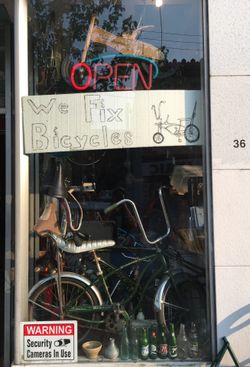 OPEN
We Fix
Bicycles
36
WARNING
Security
Cameras In Use